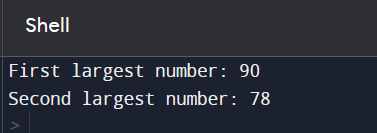 Shell
First largest number: 90
Second largest number: 78
>